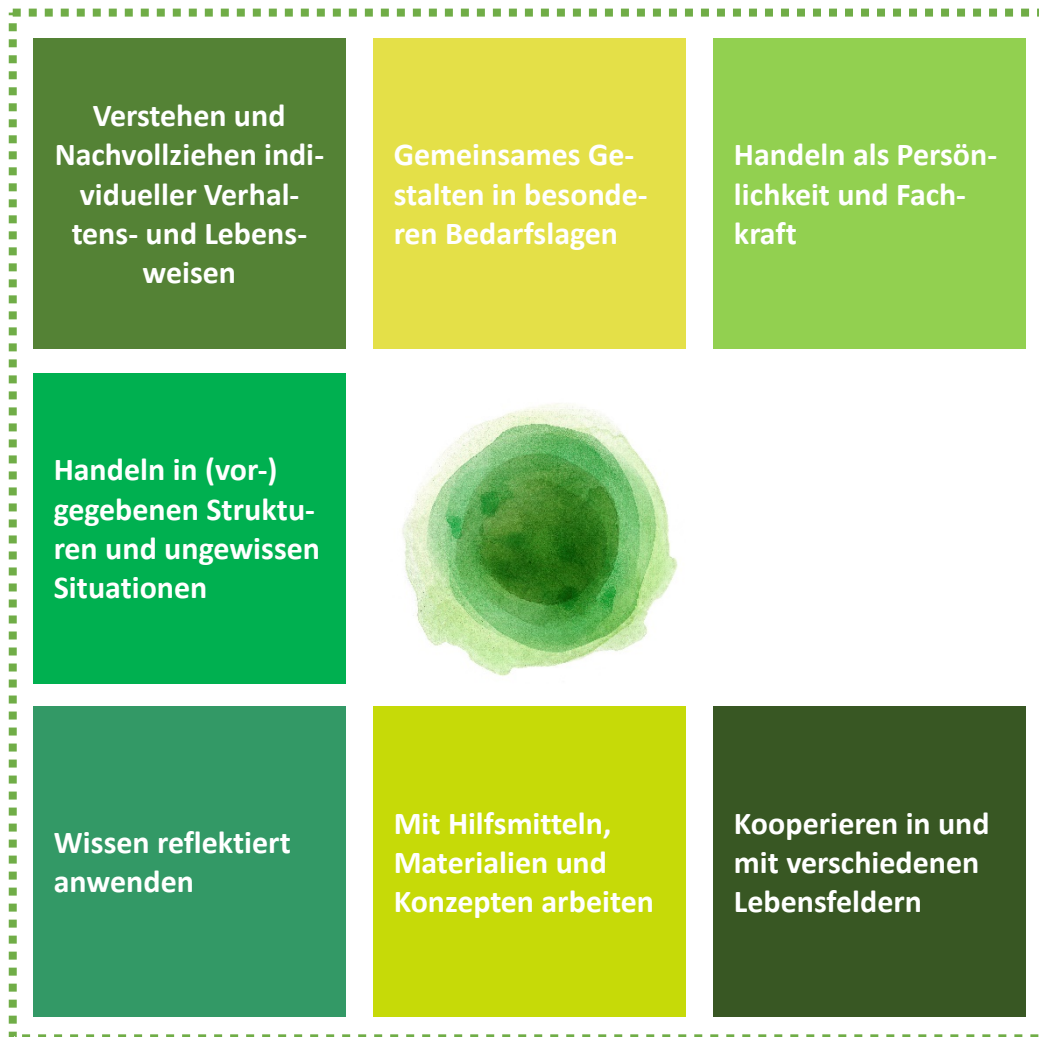 Verstehen und
Nachvollziehen indi-
vidueller Verhal-
tens- und Lebens-
weisen
Gemeinsames Ge-
stalten in besonde-
ren Bedarfslagen
Handeln als Persön-
lichkeit und Fach-
kraft
Handeln in (vor-)
gegebenen Struktu-
ren und ungewissen
Situationen
Wissen reflektiert
anwenden
Mit Hilfsmitteln,
Materialien und
Konzepten arbeiten
Kooperieren in und
mit verschiedenen
Lebensfeldern